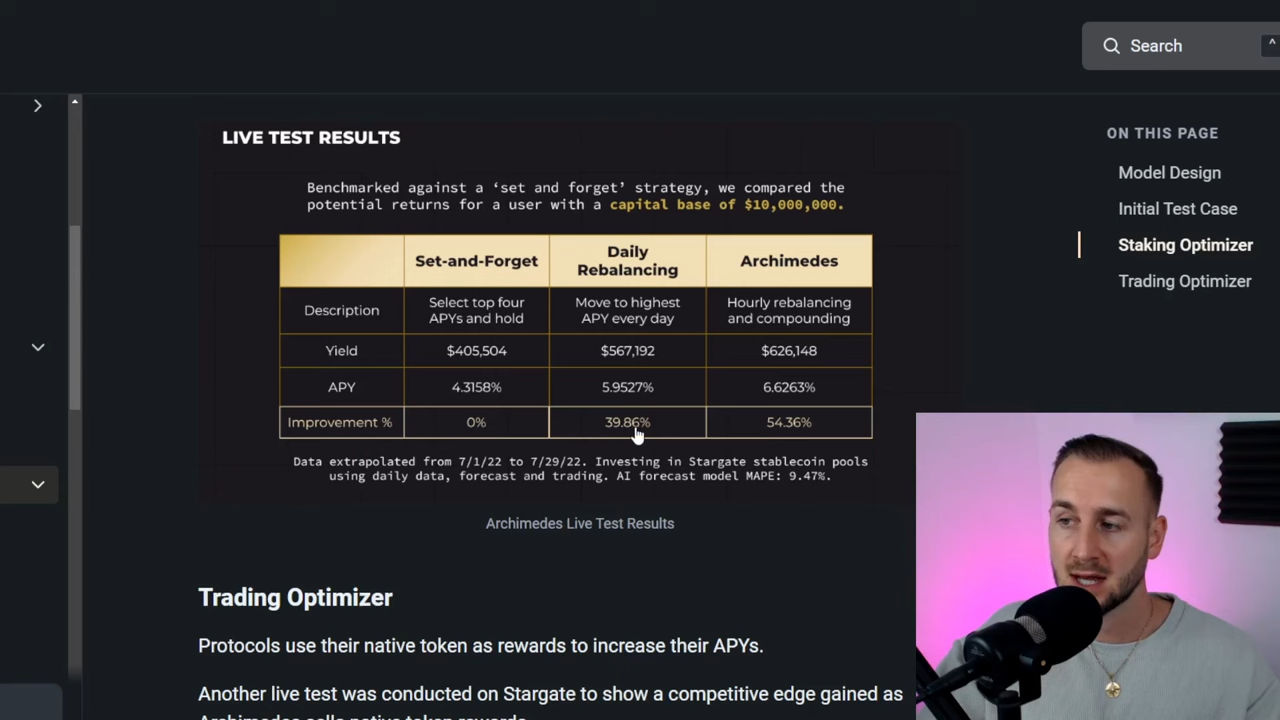 Search
^
LIVE TEST RESULTS
Benchmarked against a ‘set and forget’ strategy, we compared the
potential returns for a user with a capital base of $10,000,000.
Set-and-Forget
Daily
Rebalancing
Archimedes
Description
Select top four
APYs and hold
Move to highest
APY every day
Hourly rebalancing
and compounding
Yield
$405,504
$567,192
$626,148
APY
4.3158%
5.9527%
6.6263%
Improvement %
0%
39.86%
54.36%
Data extrapolated from 7/1/22 to 7/29/22. Investing in Stargate stablecoin pools
using daily data, forecast and trading. AI forecast model MAPE: 9.47%.
Archimedes Live Test Results
Trading Optimizer
Protocols use their native token as rewards to increase their APYs.
Another live test was conducted on Stargate to show a competitive edge gained as
Archimedes sells native token rewards.
ON THIS PAGE
Model Design
Initial Test Case
Staking Optimizer
Trading Optimizer